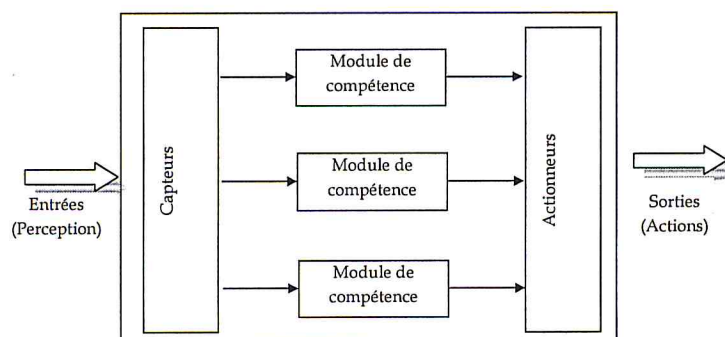 Entrées
(Perception)
Capteurs
Module de
compétence
Module de
compétence
Module de
compétence
Actionneurs
Sorties
(Actions)